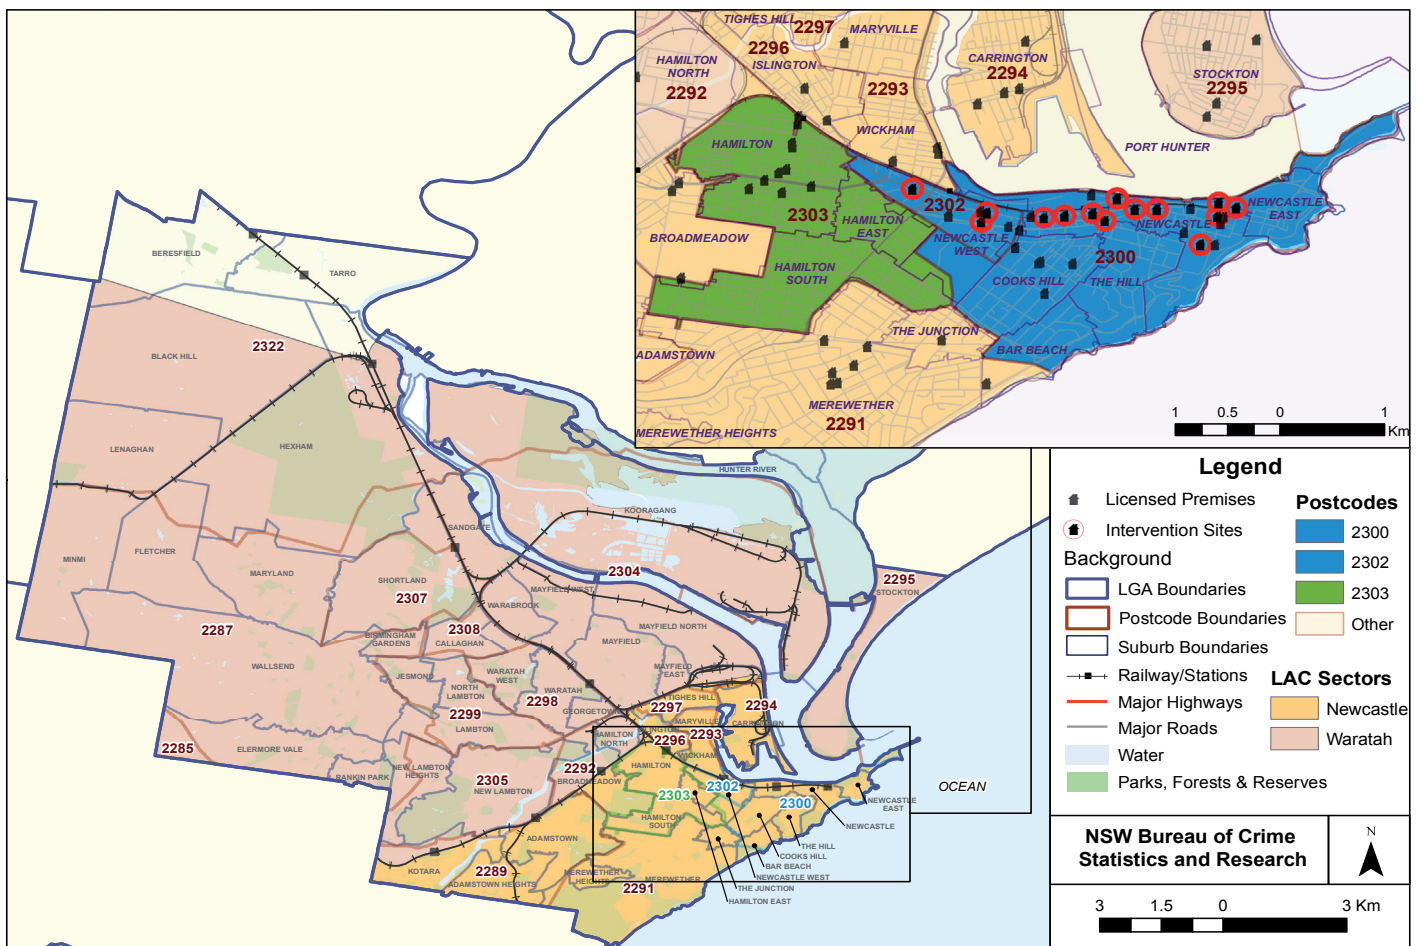 TIGHES HILL
2297
MARYVILLE
2296
ISLINGTON
HAMILTON
NORTH
2292
CARRINGTON
2294
STOCKTON
2295
2293
WICKHAM
HAMILTON
PORT HUNTER
2303
HAMILTON
EAST
2302
NEWCASTLE
WEST
NEWCASTLE
NEWCASTLE
EAST
BROADMEADOW
2300
HAMILTON
SOUTH
COOKS HILL
THE HILL
THE JUNCTION
BAR BEACH
ADAMSTOWN
MEREWETHER
2291
MEREWETHER HEIGHTS
1 0.5 0 1
Km
BERESFIELD
TARRO
BLACK HILL
2322
LENAGHAN
HEXHAM
HUNTER RIVER
KOORAGANG
SANDGATE
MINMI
FLETCHER
MARYLAND
SHORTLAND
2307
2304
MAYFIELD WEST
WARABROOK
2295
STOCKTON
2287
2308
BIRMINGHAM
GARDENS
CALLAGHAN
MAYFIELD NORTH
MAYFIELD
WALLSEND
JESMOND
WARATAH
WEST
MAYFIELD
EAST
NORTH
LAMBTON
WARATAH
2298
TIGHES HILL
GEORGETOWN
2297
2294
2299
LAMBTON
MARYVILLE
CARRINGTON
2285
ELERMORE VALE
HAMILTON
NORTH
2296
2293
WICKHAM
RANKIN PARK
NEW LAMBTON
HEIGHTS
2305
NEW LAMBTON
2292
BROADMEADOW
HAMILTON
2303
2302
2300
OCEAN
NEWCASTLE
EAST
HAMILTON
SOUTH
NEWCASTLE
ADAMSTOWN
THE HILL
COOKS HILL
BAR BEACH
KOTARA
2289
ADAMSTOWN HEIGHTS
MEREWETHER
HEIGHTS
2291
MEREWETHER
NEWCASTLE WEST
THE JUNCTION
HAMILTON EAST
Legend
Licensed Premises
Intervention Sites
Background
LGA Boundaries
Postcode Boundaries
Suburb Boundaries
Railway/Stations
Major Highways
Major Roads
Water
Parks, Forests & Reserves
Postcodes
2300
2302
2303
Other
LAC Sectors
Newcastle
Waratah
NSW Bureau of Crime
Statistics and Research
N
3 1.5 0 3 Km